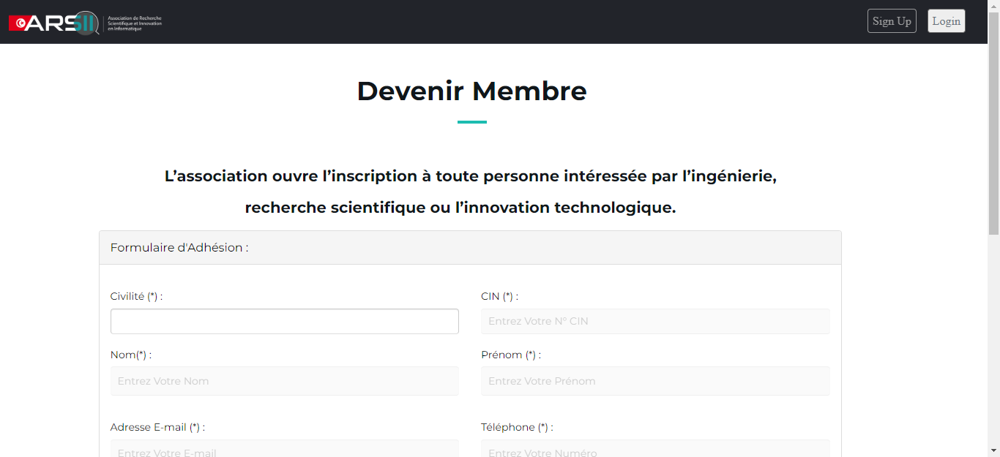 ARSII
Association de Recherche
Scientifique et Innovation
en Informatique
Sign Up
Login
Devenir Membre
L’association ouvre l’inscription à toute personne intéressée par l’ingénierie,
recherche scientifique ou l’innovation technologique.
Formulaire d'Adhésion :
Civilité (*) :
CIN (*) :
Entrez Votre N° CIN
Nom(*) :
Prénom (*) :
Entrez Votre Nom
Entrez Votre Prénom
Adresse E-mail (*) :
Téléphone (*) :
Entrez Votre E-mail
Entrez Votre Numéro